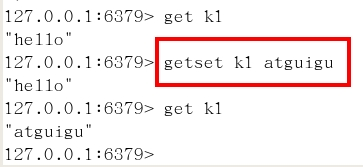 127.0.0.1:6379> get k1
"hello"
127.0.0.1:6379> getset k1 atguigu
"hello"
127.0.0.1:6379> get k1
"atguigu"
127.0.0.1:6379>